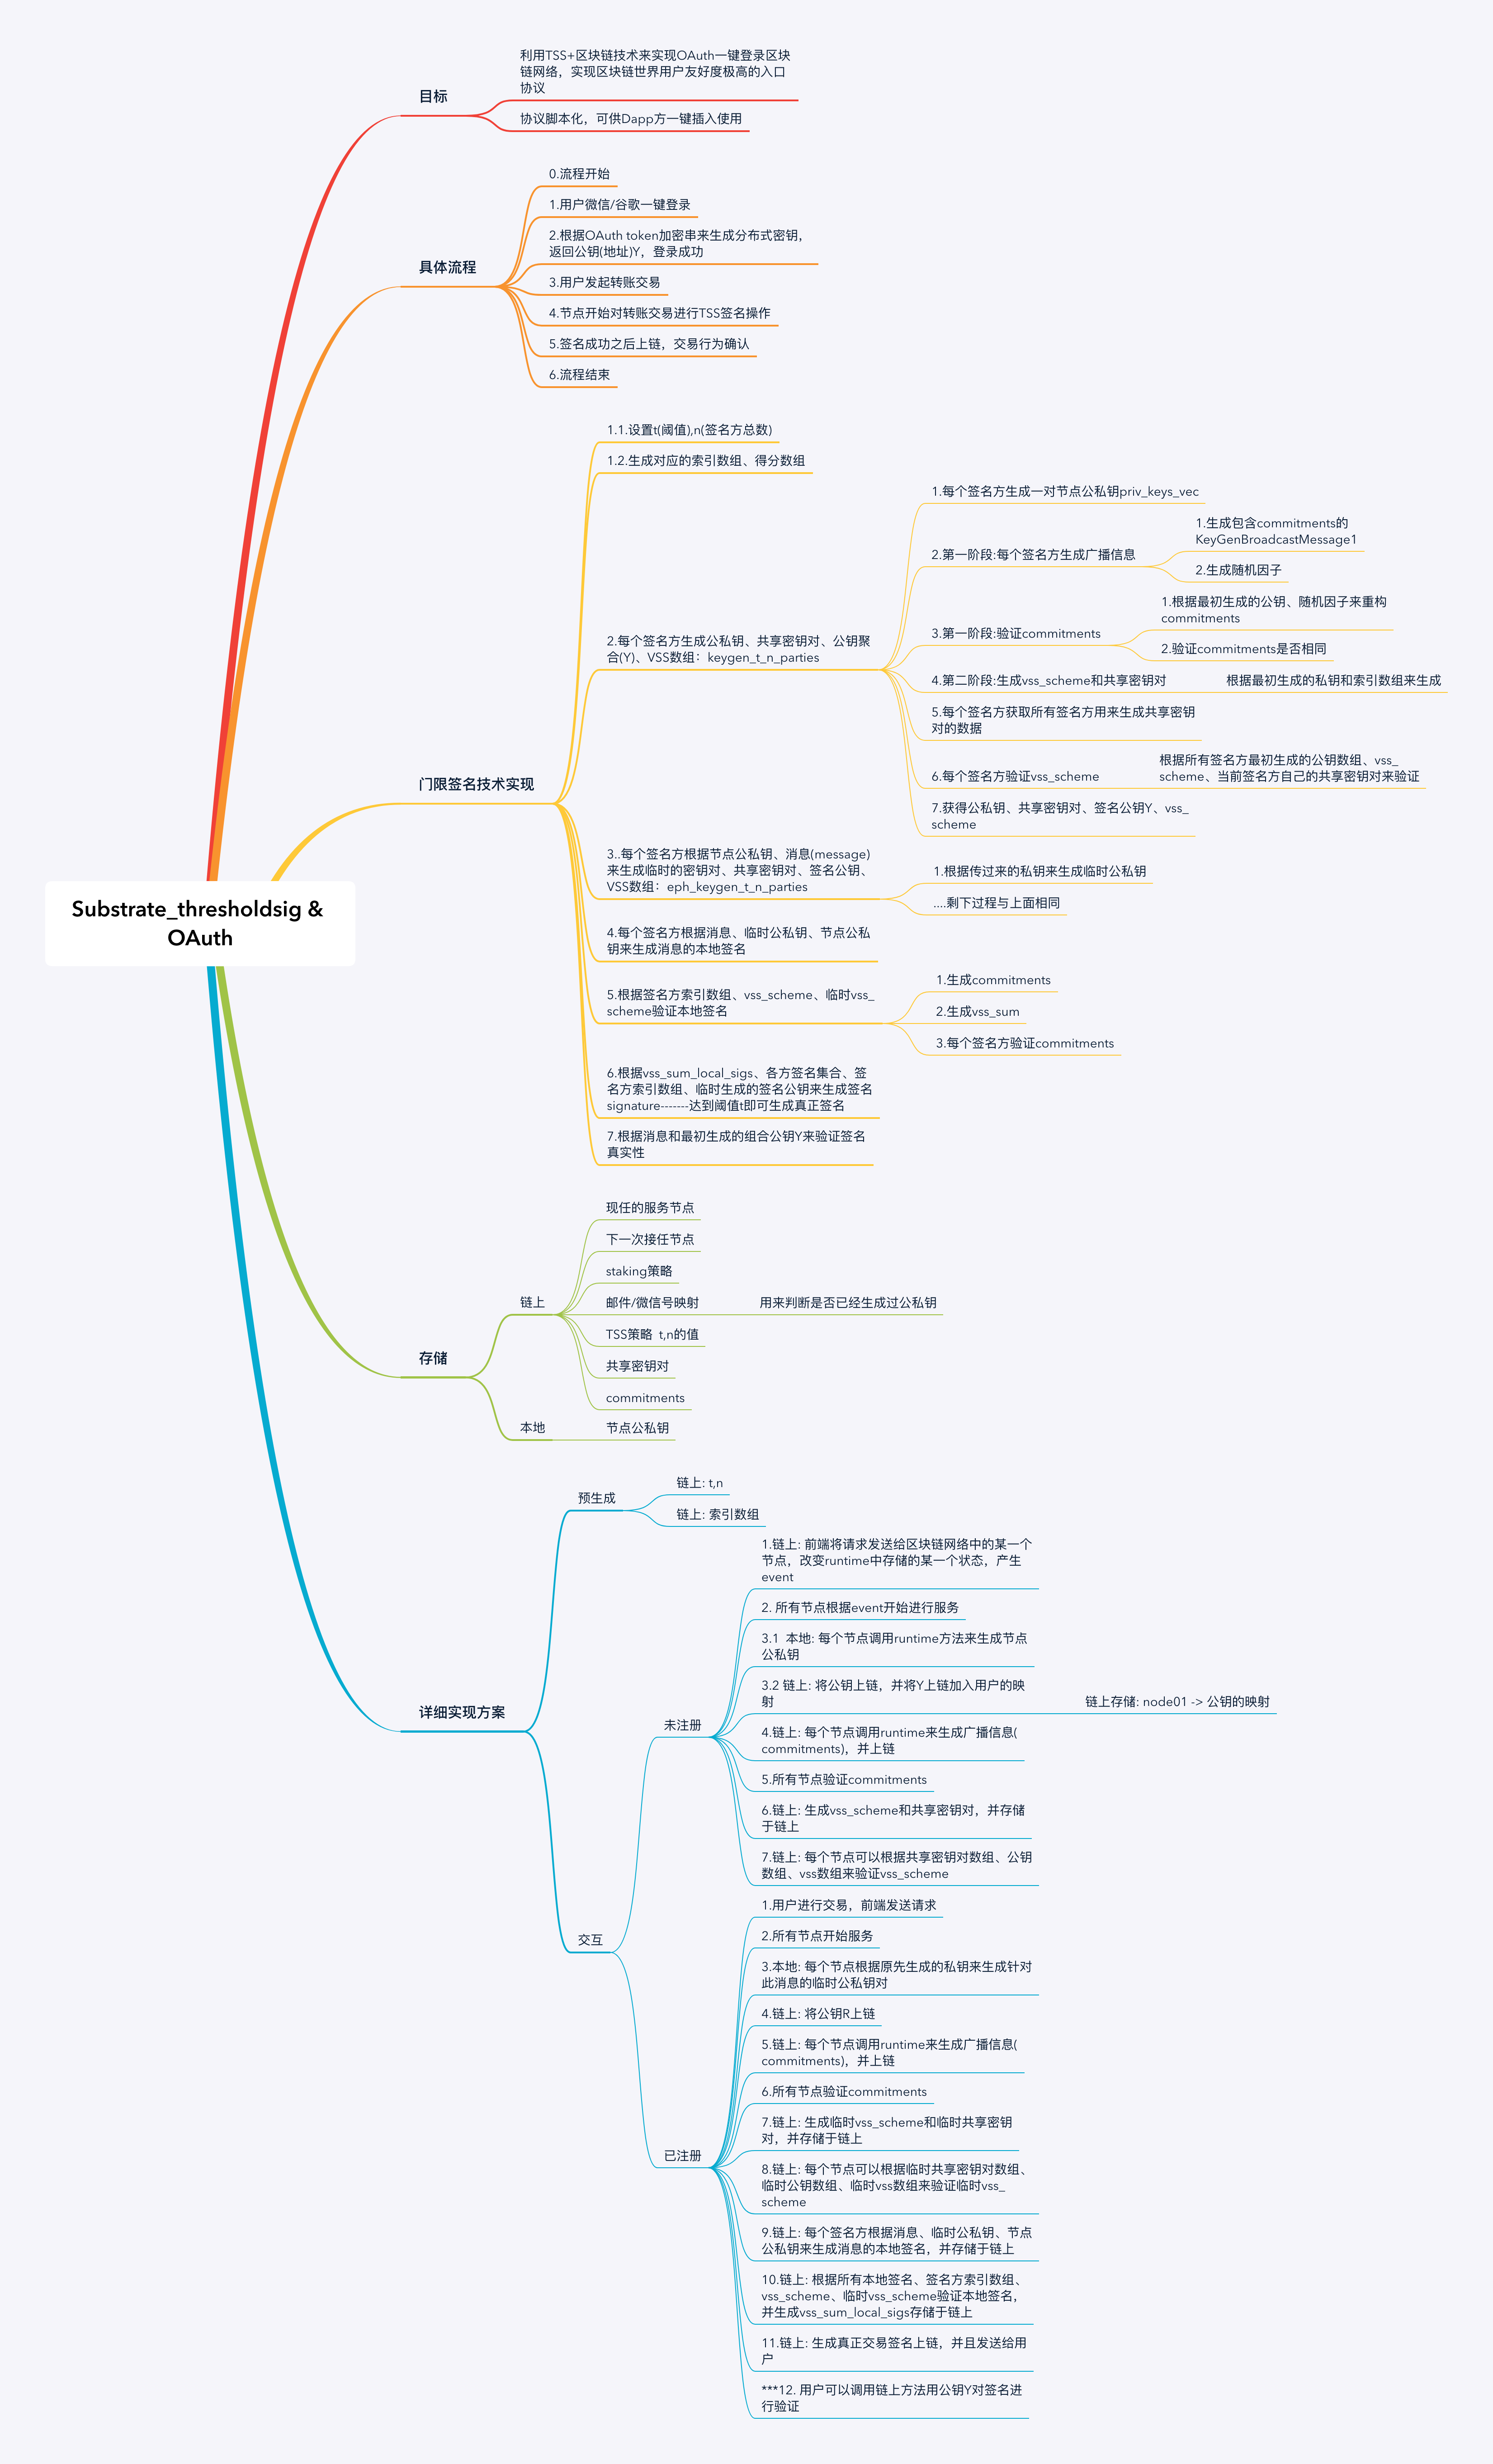 Substrate_thresholdsig &
OAuth
目标
利用TSS+区块链技术来实现OAuth一键登录区块
链网络，实现区块链世界用户友好度极高的入口
协议
协议脚本化，可供Dapp方一键插入使用
具体流程
0.流程开始
1.用户微信/谷歌一键登录
2.根据OAuth token加密串来生成分布式密钥，
返回公钥(地址)Y，登录成功
3.用户发起转账交易
4.节点开始对转账交易进行TSS签名操作
5.签名成功之后上链，交易行为确认
6.流程结束
门限签名技术实现
1.1.设置t(阈值),n(签名方总数)
1.2.生成对应的索引数组、得分数组
2.每个签名方生成公私钥、共享密钥对、公钥聚
合(Y)、VSS数组：keygen_t_n_parties
1.每个签名方生成一对节点公私钥priv_keys_vec
2.第一阶段:每个签名方生成广播信息
1.生成包含commitments的
KeyGenBroadcastMessage1
2.生成随机因子
3.第一阶段:验证commitments
1.根据最初生成的公钥、随机因子来重构
commitments
2.验证commitments是否相同
4.第二阶段:生成vss_scheme和共享密钥对
根据最初生成的私钥和索引数组来生成
5.每个签名方获取所有签名方用来生成共享密钥
对的数据
6.每个签名方验证vss_scheme
根据所有签名方最初生成的公钥数组、vss_
scheme、当前签名方自己的共享密钥对来验证
7.获得公私钥、共享密钥对、签名公钥Y、vss_
scheme
3..每个签名方根据节点公私钥、消息(message)
来生成临时的密钥对、共享密钥对、签名公钥、
VSS数组：eph_keygen_t_n_parties
1.根据传过来的私钥来生成临时公私钥
....剩下过程与上面相同
4.每个签名方根据消息、临时公私钥、节点公私
钥来生成消息的本地签名
5.根据签名方索引数组、vss_scheme、临时vss_
scheme验证本地签名
1.生成commitments
2.生成vss_sum
3.每个签名方验证commitments
6.根据vss_sum_local_sigs、各方签名集合、签
名方索引数组、临时生成的签名公钥来生成签名
signature-------达到阈值t即可生成真正签名
7.根据消息和最初生成的组合公钥Y来验证签名
真实性
存储
链上
现任的服务节点
下一次接任节点
staking策略
邮件/微信号映射
用来判断是否已经生成过公私钥
TSS策略  t,n的值
共享密钥对
commitments
本地
节点公私钥
详细实现方案
预生成
链上: t,n
链上: 索引数组
交互
未注册
1.链上: 前端将请求发送给区块链网络中的某一个
节点，改变runtime中存储的某一个状态，产生
event
2. 所有节点根据event开始进行服务
3.1  本地: 每个节点调用runtime方法来生成节点
公私钥
3.2 链上: 将公钥上链，并将Y上链加入用户的映
射
链上存储: node01 -> 公钥的映射
4.链上: 每个节点调用runtime来生成广播信息(
commitments)，并上链
5.所有节点验证commitments
6.链上: 生成vss_scheme和共享密钥对，并存储
于链上
7.链上: 每个节点可以根据共享密钥对数组、公钥
数组、vss数组来验证vss_scheme
已注册
1.用户进行交易，前端发送请求
2.所有节点开始服务
3.本地: 每个节点根据原先生成的私钥来生成针对
此消息的临时公私钥对
4.链上: 将公钥R上链
5.链上: 每个节点调用runtime来生成广播信息(
commitments)，并上链
6.所有节点验证commitments
7.链上: 生成临时vss_scheme和临时共享密钥
对，并存储于链上
8.链上: 每个节点可以根据临时共享密钥对数组、
临时公钥数组、临时vss数组来验证临时vss_
scheme
9.链上: 每个签名方根据消息、临时公私钥、节点
公私钥来生成消息的本地签名，并存储于链上
10.链上: 根据所有本地签名、签名方索引数组、
vss_scheme、临时vss_scheme验证本地签名，
并生成vss_sum_local_sigs存储于链上
11.链上: 生成真正交易签名上链，并且发送给用
户
***12. 用户可以调用链上方法用公钥Y对签名进
行验证